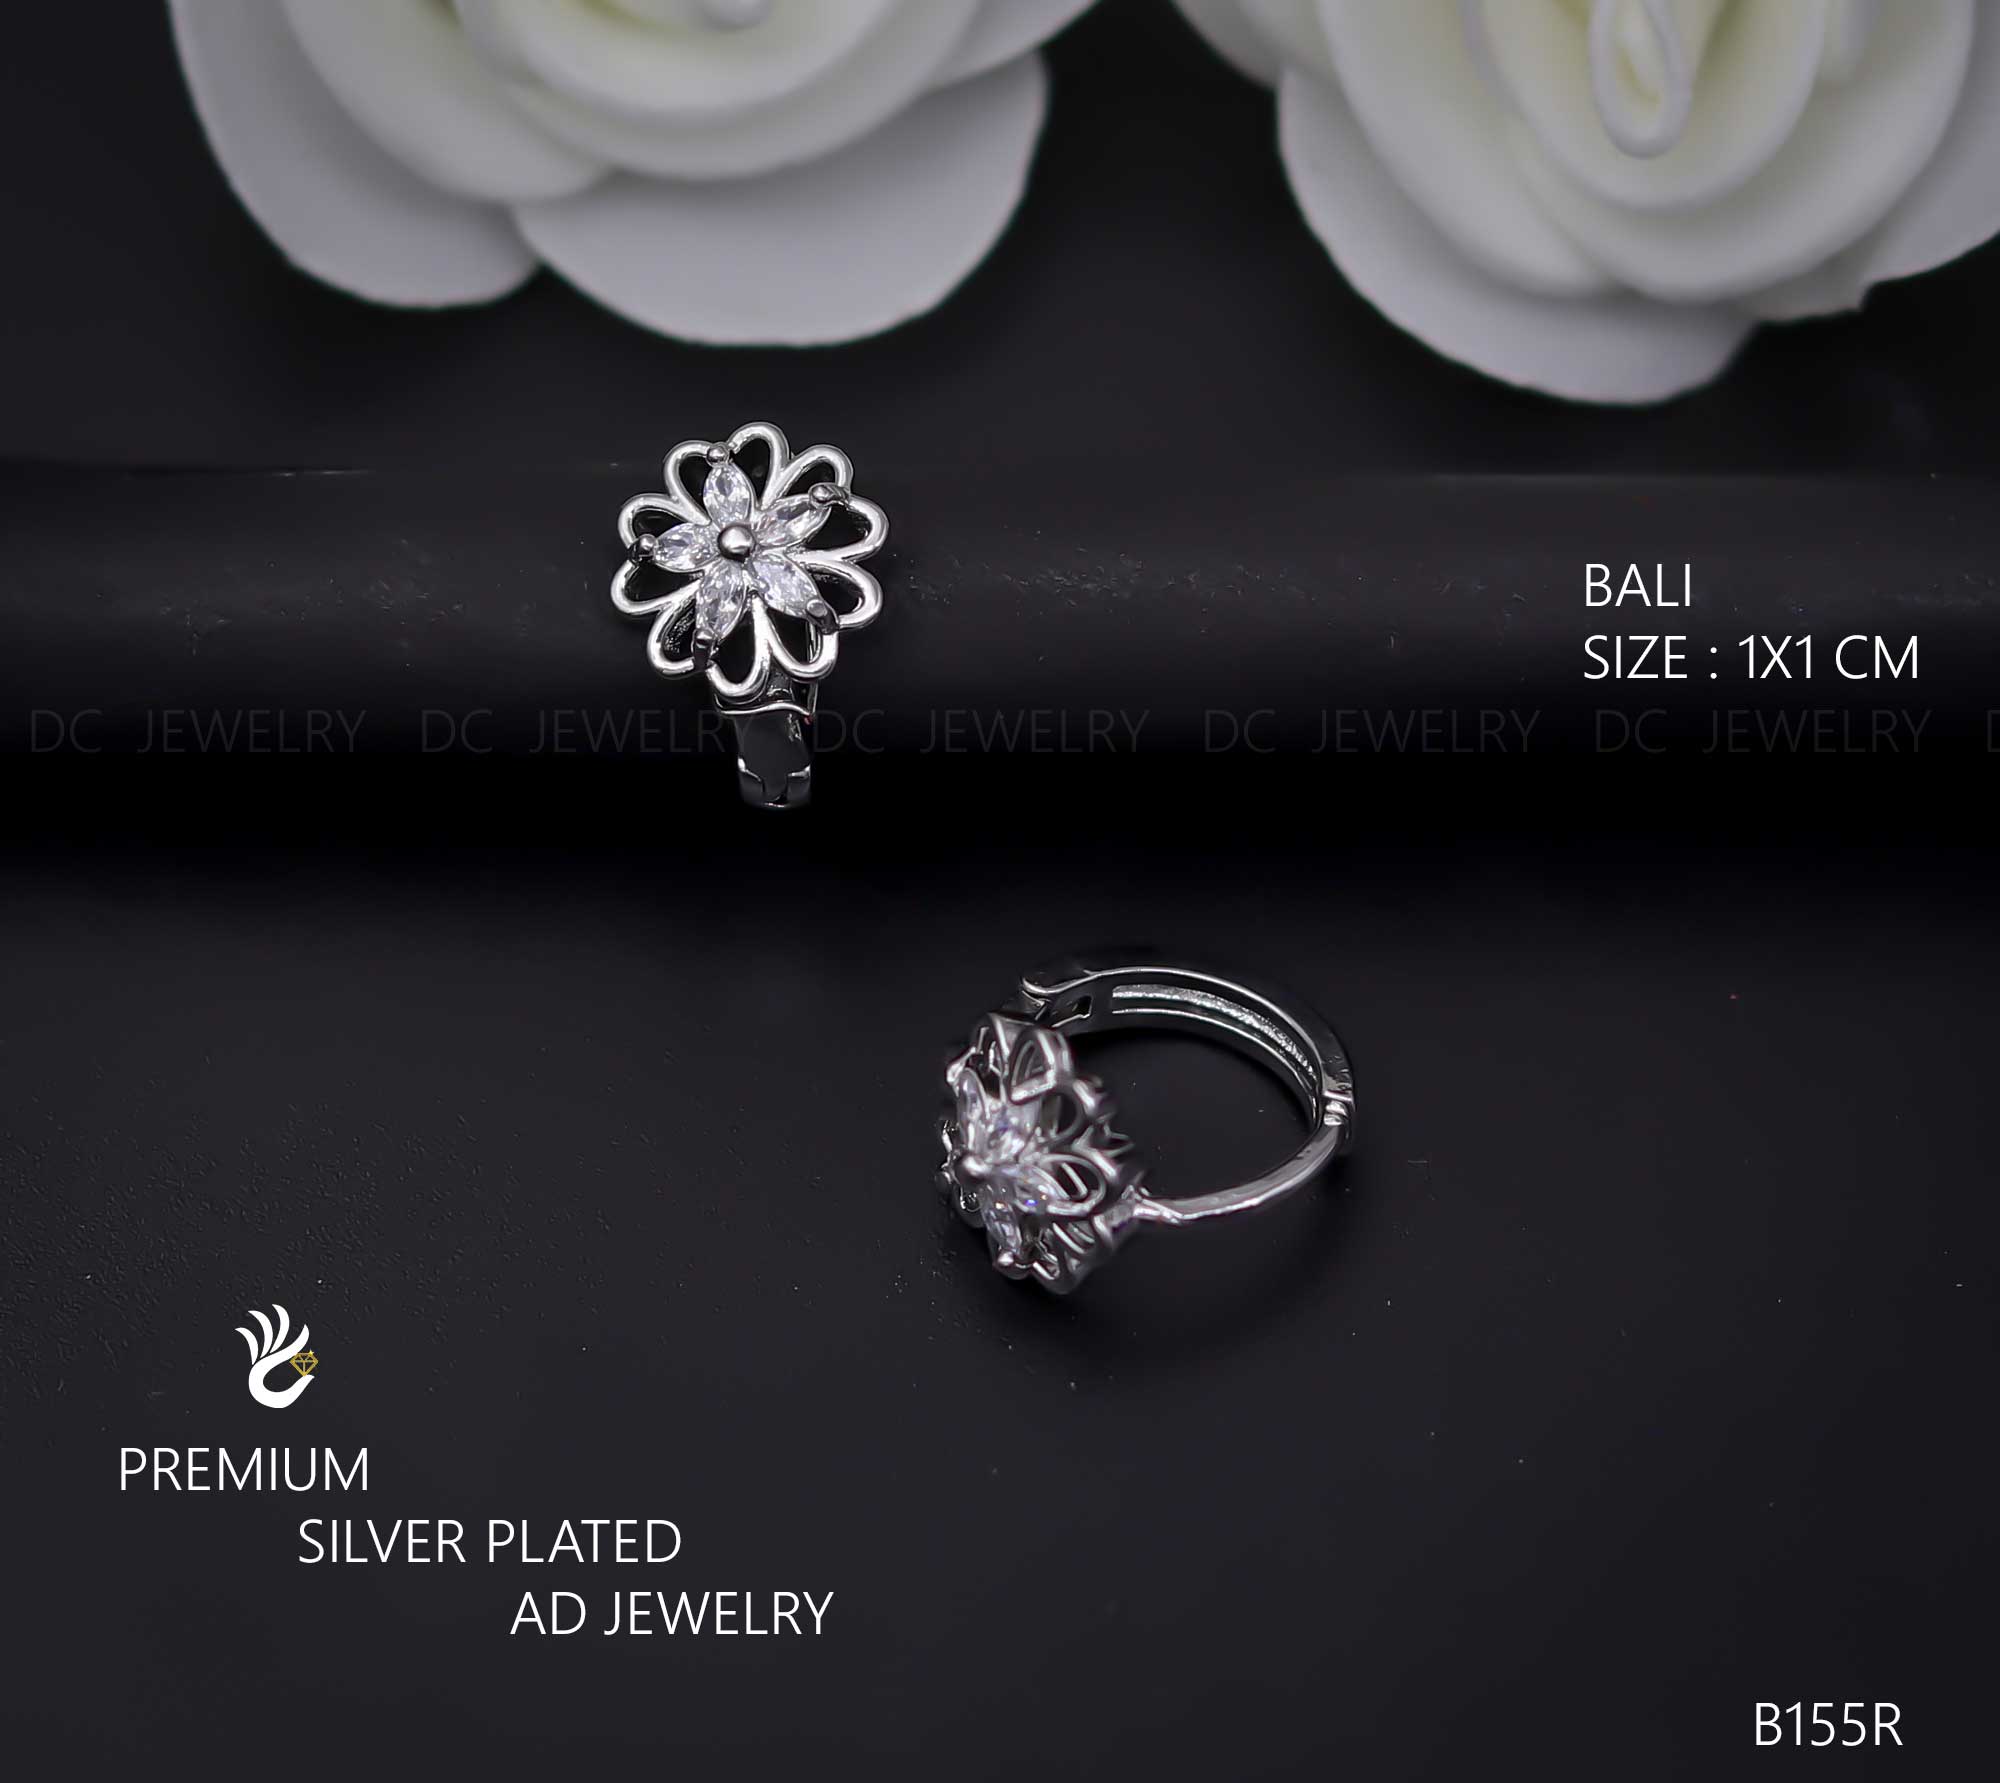 BALI
SIZE : 1X1 CM
DC JEWELRY DC JEWELRY DC JEWELRY DC JEWELRY DC JEWELRY D
PREMIUM
SILVER PLATED
AD JEWELRY
B155R